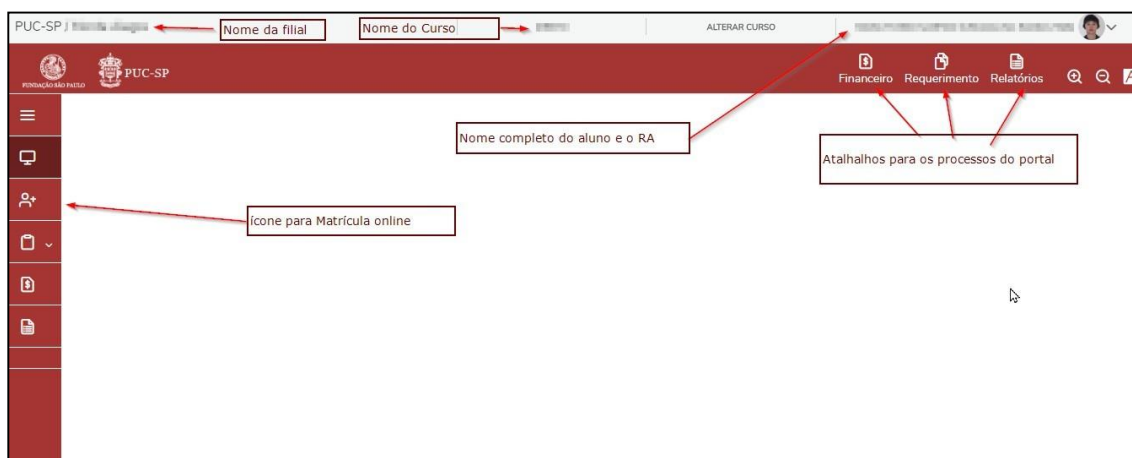 PUC-SP /
Nome da filial
Nome do Curso
ALTERAR CURSO
FUNDAÇÃO SÃO PAULO
PUC-SP
Financeiro
Requerimento
Relatórios
Nome completo do aluno e o RA
Atalhalhos para os processos do portal
ícone para Matrícula online